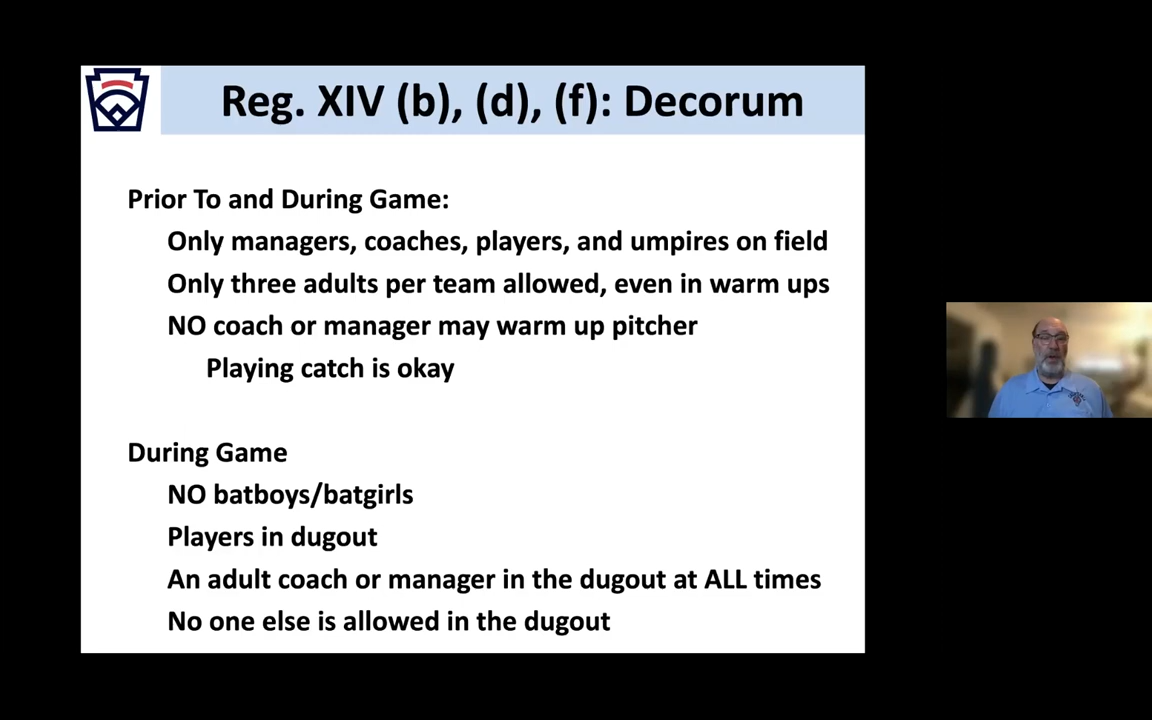 Reg. XIV (b), (d), (f): Decorum
Prior To and During Game:
Only managers, coaches, players, and umpires on field
Only three adults per team allowed, even in warm ups
NO coach or manager may warm up pitcher
Playing catch is okay
During Game
NO batboys/batgirls
Players in dugout
An adult coach or manager in the dugout at ALL times
No one else is allowed in the dugout